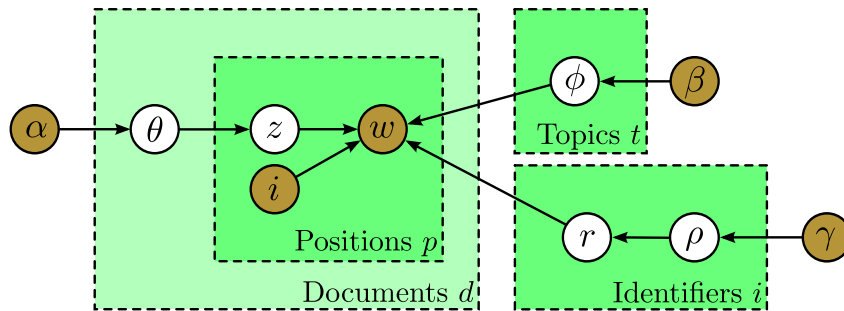 α
θ
z
w
i
Positions p
Documents d
ϕ
β
Topics t
r
ρ
γ
Identifiers i